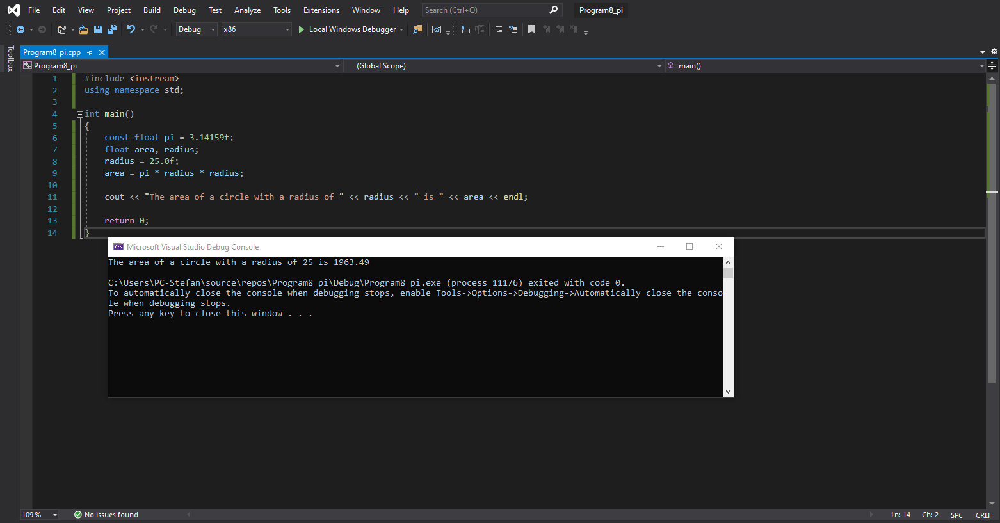 File Edit View Project Build Debug Test Analyze Tools Extensions Window Help Search (Ctrl+Q) Program8_pi
Debug x86 Local Windows Debugger
Toolbox
Program8_pi.cpp
Program8_pi (Global Scope) main()
1 #include <iostream>
2 using namespace std;
3
4 int main()
5 {
6 const float pi = 3.14159f;
7 float area, radius;
8 radius = 25.0f;
9 area = pi * radius * radius;
10
11 cout << "The area of a circle with a radius of " << radius << " is " << area << endl;
12
13 return 0;
14 }
C:\ Microsoft Visual Studio Debug Console
The area of a circle with a radius of 25 is 1963.49
C:\Users\PC-Stefan\source\repos\Program8_pi\Debug\Program8_pi.exe (process 11176) exited with code 0.
To automatically close the console when debugging stops, enable Tools->Options->Debugging->Automatically close the conso
le when debugging stops.
Press any key to close this window . . .
109 % No issues found Ln: 14 Ch: 2 SPC CRLF